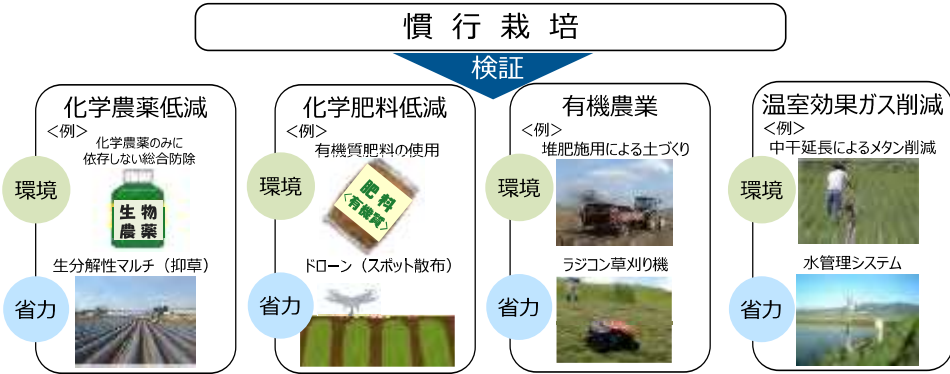 慣行栽培
検証
化学農薬低減
<例>
化学農薬のみに
依存しない総合防除
環境
生物
農薬
生分解性マルチ（抑草）
省力
化学肥料低減
<例>
有機質肥料の使用
環境
肥料
<有機質>
ドローン（スポット散布）
省力
有機農業
<例>
堆肥施用による土づくり
環境
ラジコン草刈り機
省力
温室効果ガス削減
<例>
中干延長によるメタン削減
環境
水管理システム
省力